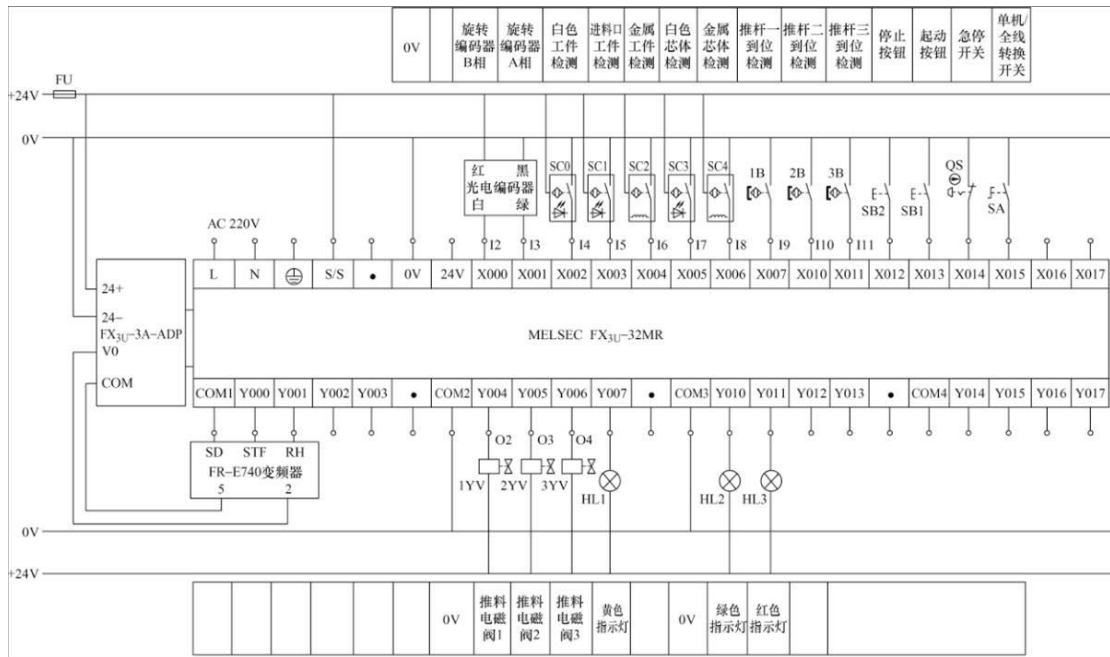 0V
旋转
编码器
B相
旋转
编码器
A相
白色
工件
检测
进料口
工件
检测
金属
工件
检测
白色
芯体
检测
金属
芯体
检测
推杆一
到位
检测
推杆二
到位
检测
推杆三
到位
检测
停止
按钮
起动
按钮
急停
开关
单机/
全线
转换
开关
FU
+24V
0V
红 黑
光电编码器
白 绿
SC0 SC1 SC2 SC3 SC4 1B 2B 3B SB2 SB1 QS SA
AC 220V
I2 I3 I4 I5 I6 I7 I8 I9 I10 I11
L N S/S • 0V 24V X000 X001 X002 X003 X004 X005 X006 X007 X010 X011 X012 X013 X014 X015 X016 X017
24+
24-
FX3U-3A-ADP
V0
COM
MELSEC FX3U-32MR
COM1 Y000 Y001 Y002 Y003 • COM2 Y004 Y005 Y006 Y007 • COM3 Y010 Y011 Y012 Y013 • COM4 Y014 Y015 Y016 Y017
SD STF RH
FR-E740变频器
5 2
O2 O3 O4
1YV 2YV 3YV HL1 HL2 HL3
0V
+24V
0V
推料
电磁
阀1
推料
电磁
阀2
推料
电磁
阀3
黄色
指示灯
0V
绿色
指示灯
红色
指示灯